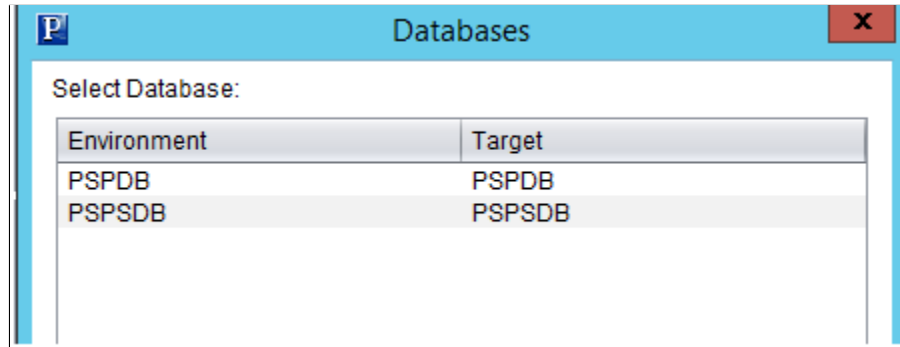 P Databases x
Select Database:
Environment Target
PSPDB PSPDB
PSPSDB PSPSDB